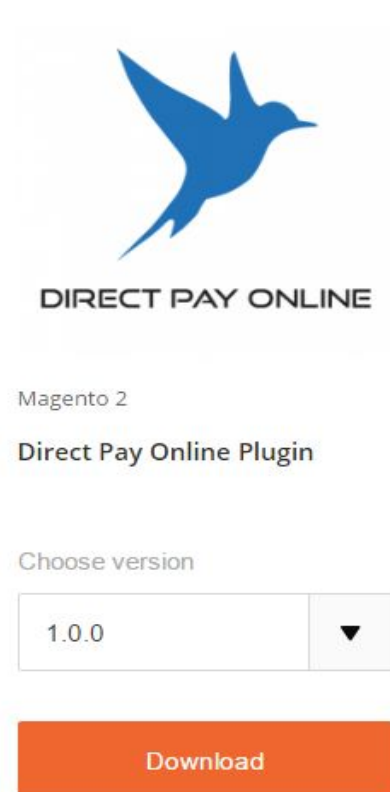 DIRECT PAY ONLINE
Magento 2
Direct Pay Online Plugin
Choose version
1.0.0
Download